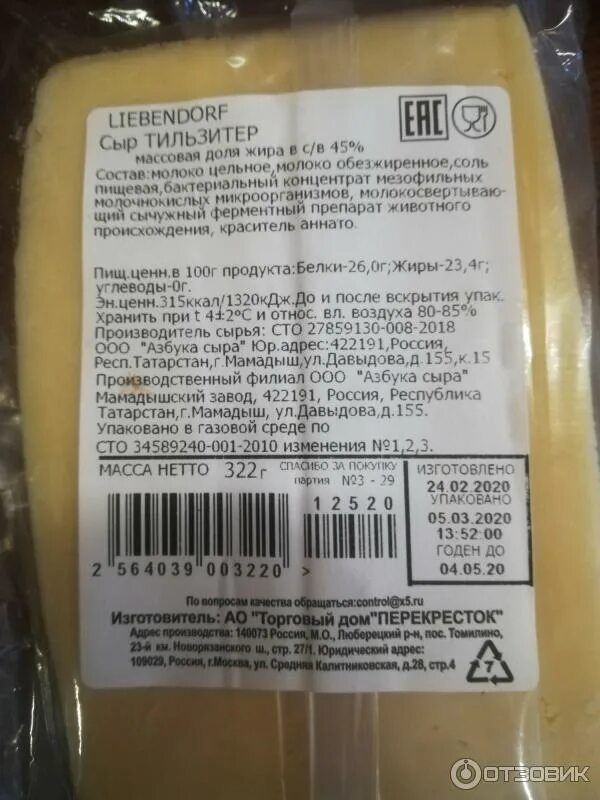 LIEBENDORF
Сыр ТИЛЬЗИТЕР
массовая доля жира в с/в 45%
Состав:молоко цельное,молоко обезжиренное,соль
пищевая,бактериальный концентрат мезофильных
молочнокислых микроорганизмов, молокосвертываю-
щий сычужный ферментный препарат животного
происхождения, краситель аннато.
EAC
Пищ.ценн.в 100г продукта:Белки-26,0г;Жиры-23,4г;
углеводы-0г.
Эн.ценн.315ккал/1320кДж.До и после вскрытия упак.
Хранить при t 4±2°С и относ. вл. воздуха 80-85%
Производитель сырья: СТО 27859130-008-2018
ООО "Азбука сыра" Юр.адрес:422191,Россия,
Респ.Татарстан,г.Мамадыш,ул.Давыдова,д.155,к.15
Производственный филиал ООО "Азбука сыра"
Мамадышский завод, 422191, Россия, Республика
Татарстан,г.Мамадыш, ул.Давыдова,д.155.
Упаковано в газовой среде по
СТО 34589240-001-2010 изменения №1,2,3.
МАССА НЕТТО 322г
СПАСИБО ЗА ПОКУПКУ
партия №3 - 29
12520
2 564039 003220 >
ИЗГОТОВЛЕНО
24.02.2020
УПАКОВАНО
05.03.2020
13:52:00
ГОДЕН ДО
04.05.20
По вопросам качества обращаться:control@x5.ru
Изготовитель: АО "Торговый дом"ПЕРЕКРЕСТОК"
Адрес производства: 140073 Россия, М.О., Люберецкий р-н, пос. Томилино,
23-й км. Новорязанского ш., стр. 27/1. Юридический адрес:
109029, Россия, г.Москва, ул. Средняя Калитниковская, д.28, стр.4
7
ОТЗОВИК